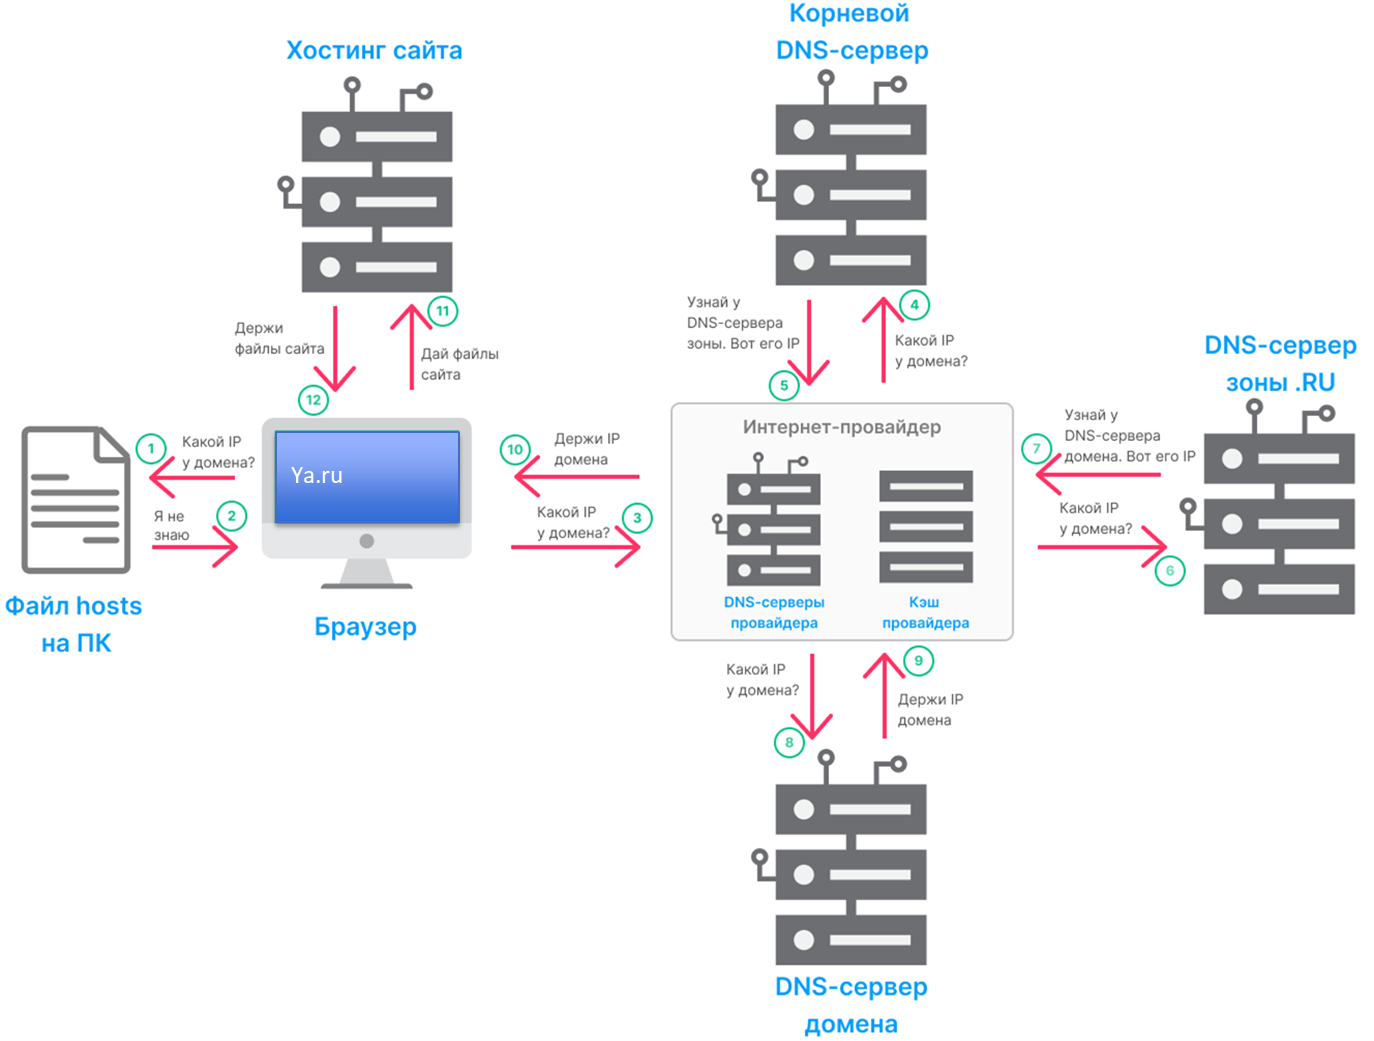 Хостинг сайта
Корневой
DNS-сервер
11
Держи
файлы сайта
Дай файлы
сайта
12
Узнай у
DNS-сервера
зоны. Вот его IP
4
Какой IP
у домена?
5
DNS-сервер
зоны .RU
1
Какой IP
у домена?
Я не
знаю
2
Файл hosts
на ПК
Ya.ru
Браузер
10
Держи IP
домена
Какой IP
у домена?
3
Интернет-провайдер
DNS-серверы
провайдера
Кэш
провайдера
7
Узнай у
DNS-сервера
домена. Вот его IP
Какой IP
у домена?
6
Какой IP
у домена?
8
9
Держи IP
домена
DNS-сервер
домена